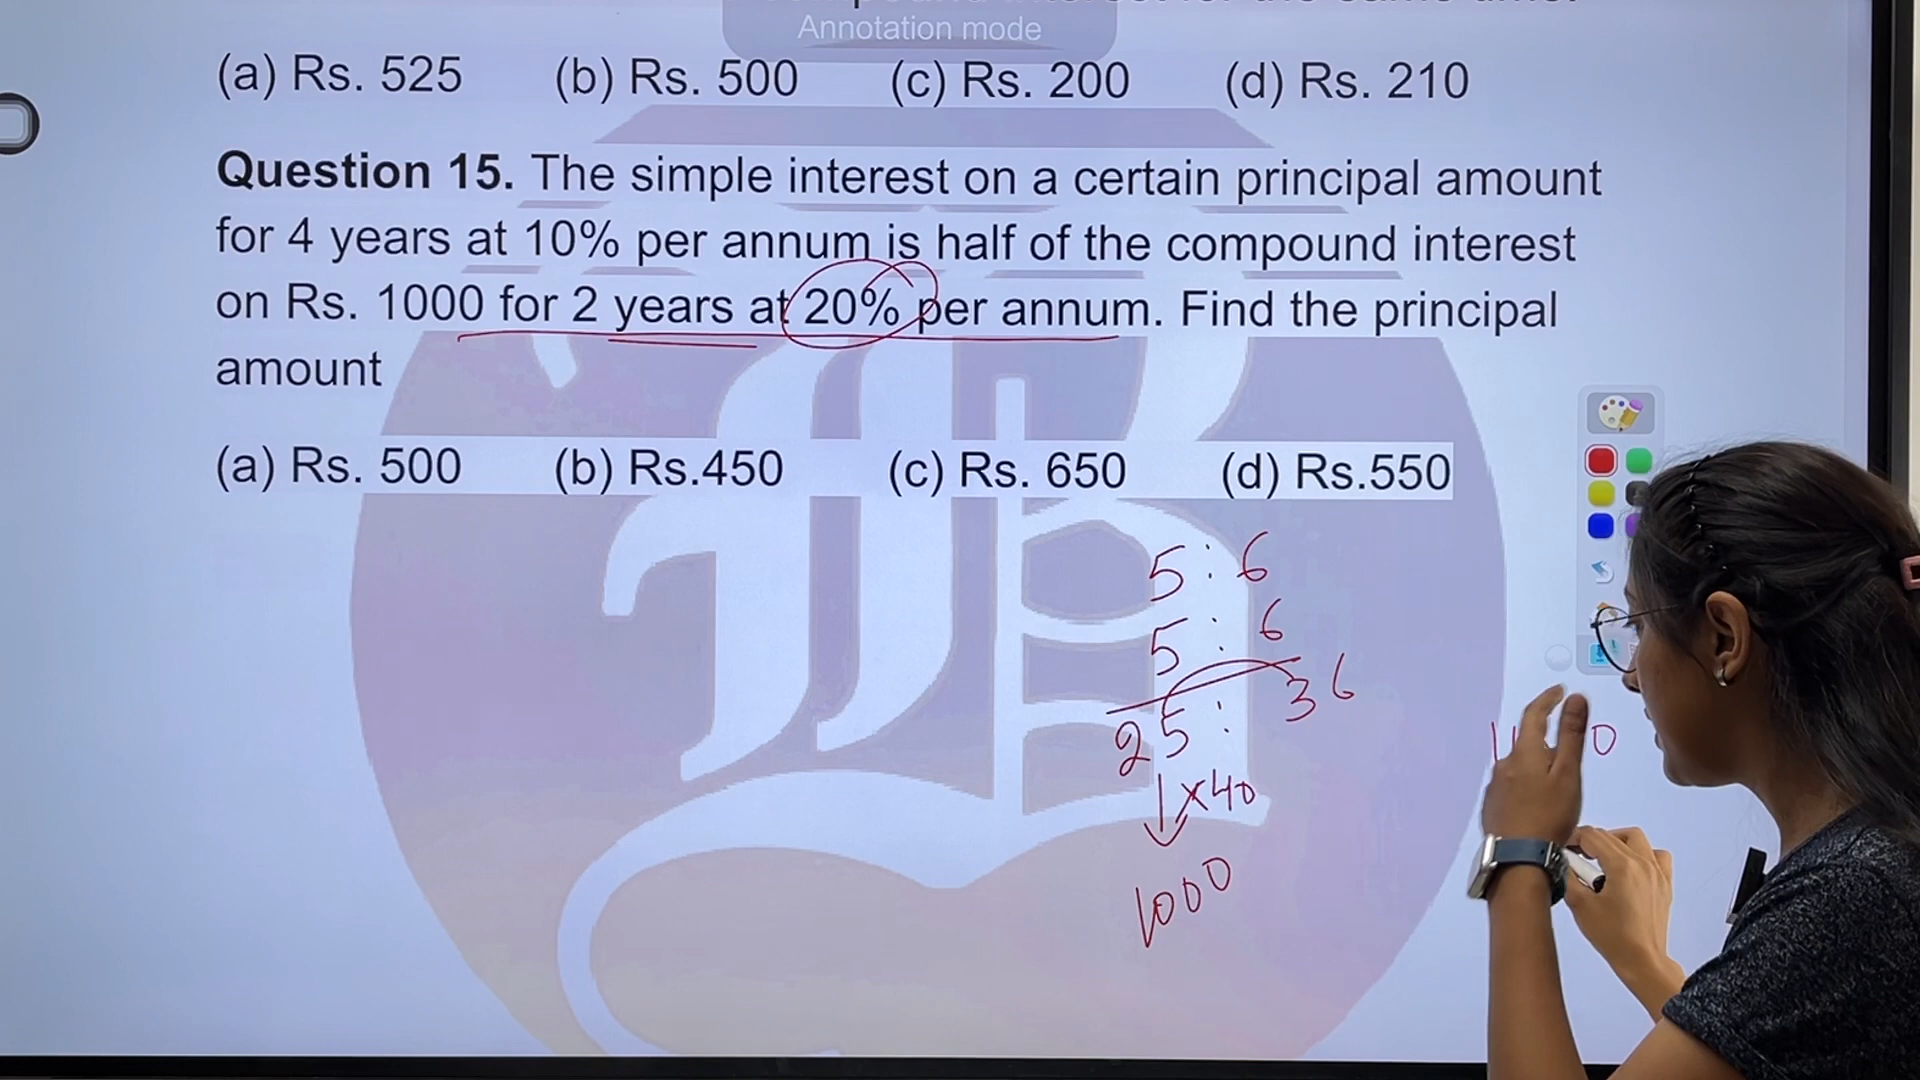 Annotation mode
(a) Rs. 525 (b) Rs. 500 (c) Rs. 200 (d) Rs. 210
Question 15. The simple interest on a certain principal amount
for 4 years at 10% per annum is half of the compound interest
on Rs. 1000 for 2 years at 20% per annum. Find the principal
amount
(a) Rs. 500 (b) Rs.450 (c) Rs. 650 (d) Rs.550
5 : 6
5 : 6
25 : 36
1 × 40
1000